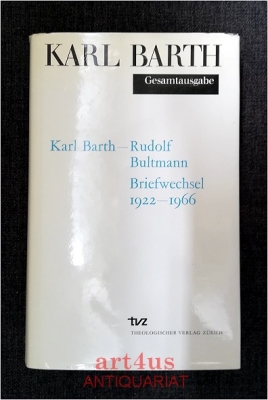 KARL BARTH
Gesamtausgabe
Karl Barth—Rudolf
Bultmann
Briefwechsel
1922—1966
tvz
THEOLOGISCHER VERLAG ZÜRICH
art4us
ANTIQUARIAT